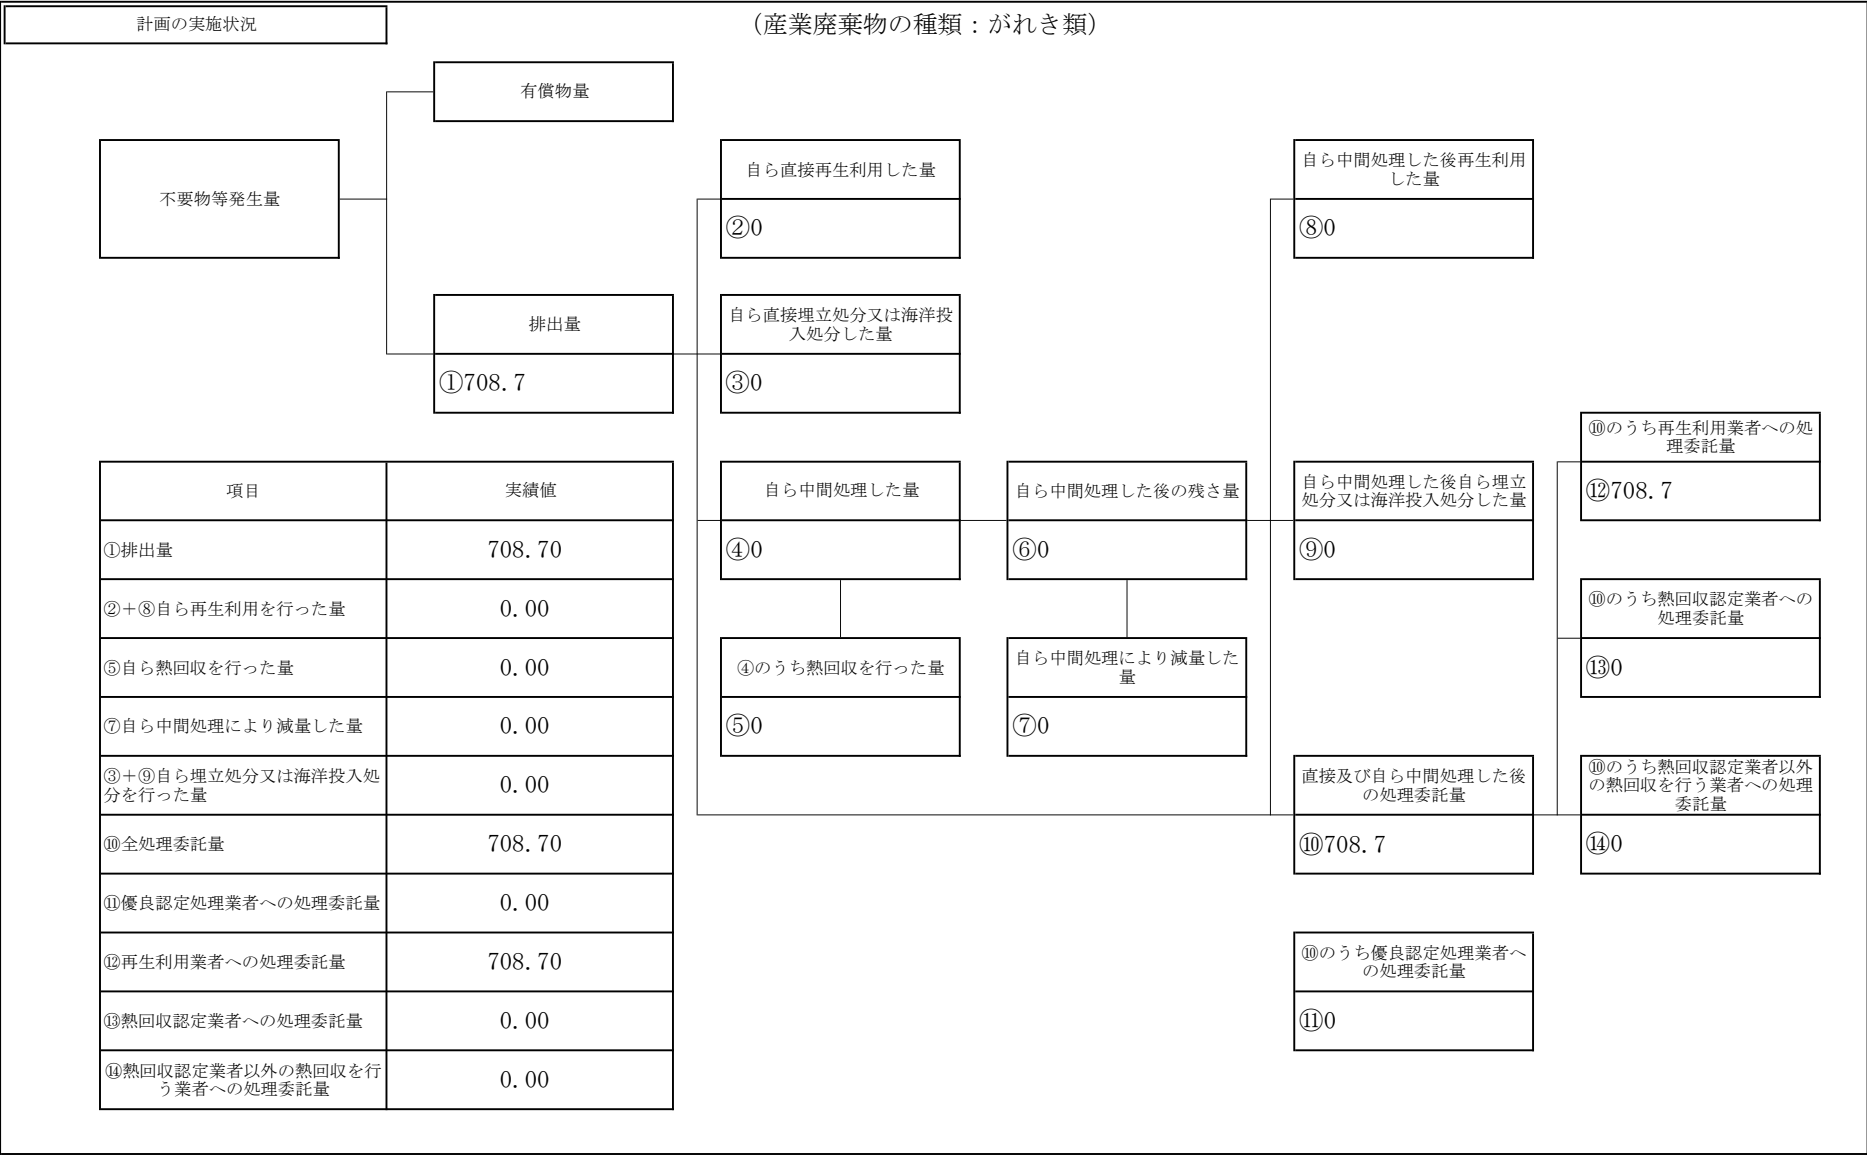 計画の実施状況
（産業廃棄物の種類：がれき類）
有償物量
不要物等発生量
自ら直接再生利用した量
②0
自ら中間処理した後再生利用
した量
⑧0
排出量
①708.7
自ら直接埋立処分又は海洋投
入処分した量
③0
⑩のうち再生利用業者への処
理委託量
⑫708.7
自ら中間処理した量
④0
自ら中間処理した後の残さ量
⑥0
自ら中間処理した後自ら埋立
処分又は海洋投入処分した量
⑨0
⑩のうち熱回収認定業者への
処理委託量
⑬0
④のうち熱回収を行った量
⑤0
自ら中間処理により減量した
量
⑦0
直接及び自ら中間処理した後
の処理委託量
⑩708.7
⑩のうち熱回収認定業者以外
の熱回収を行う業者への処理
委託量
⑭0
⑩のうち優良認定処理業者へ
の処理委託量
⑪0
項目 実績値
①排出量 708.70
②＋⑧自ら再生利用を行った量 0.00
⑤自ら熱回収を行った量 0.00
⑦自ら中間処理により減量した量 0.00
③＋⑨自ら埋立処分又は海洋投入処
分を行った量 0.00
⑩全処理委託量 708.70
⑪優良認定処理業者への処理委託量 0.00
⑫再生利用業者への処理委託量 708.70
⑬熱回収認定業者への処理委託量 0.00
⑭熱回収認定業者以外の熱回収を行
う業者への処理委託量 0.00